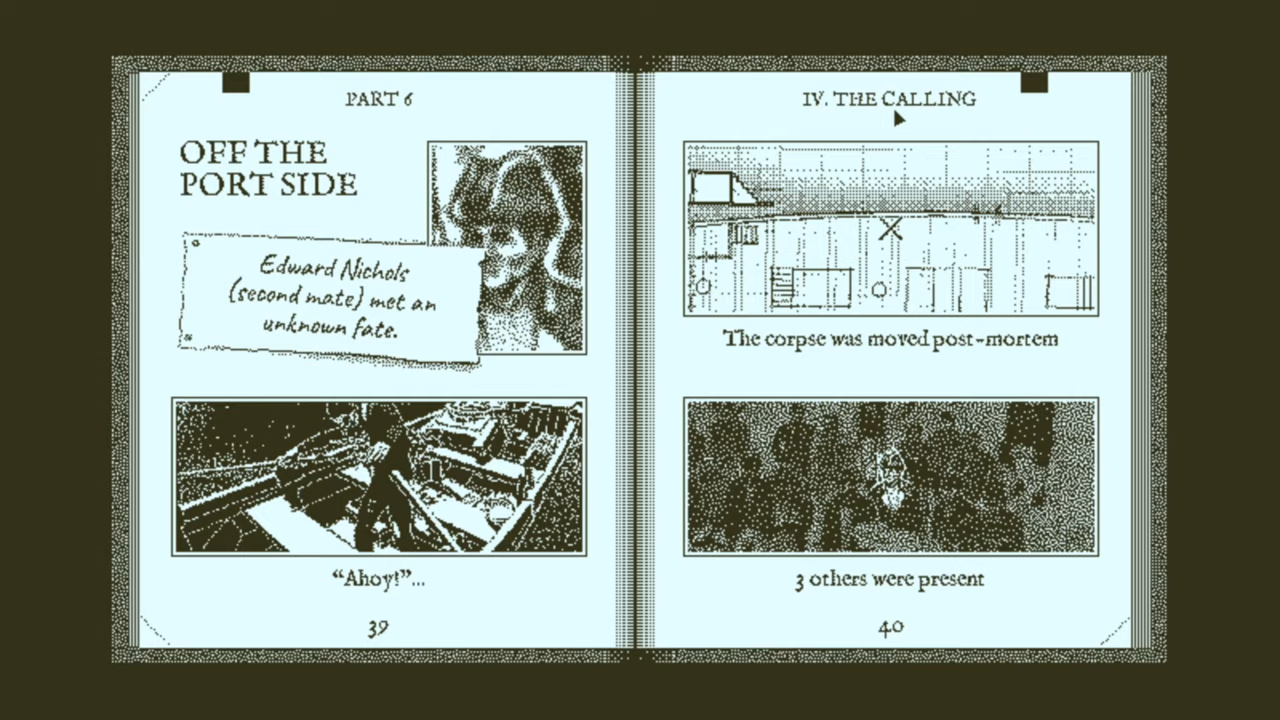 PART 6
OFF THE
PORT SIDE
Edward Nichols
(second mate) met an
unknown fate.
"Ahoy!"...
39
IV. THE CALLING
The corpse was moved post-mortem
3 others were present
40